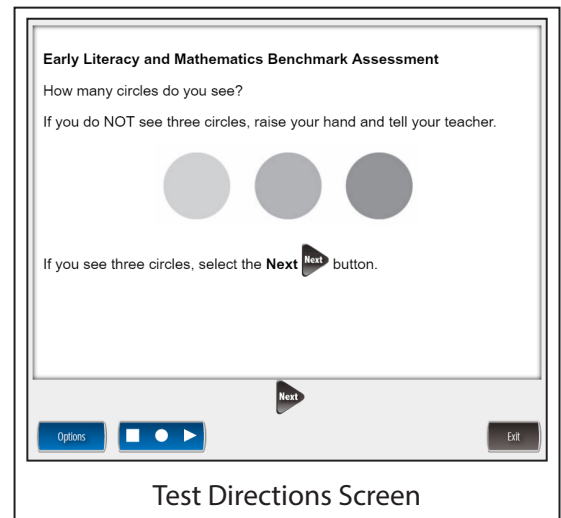 Early Literacy and Mathematics Benchmark Assessment
How many circles do you see?
If you do NOT see three circles, raise your hand and tell your teacher.
If you see three circles, select the Next Next button.
Next
Options
Exit
Test Directions Screen